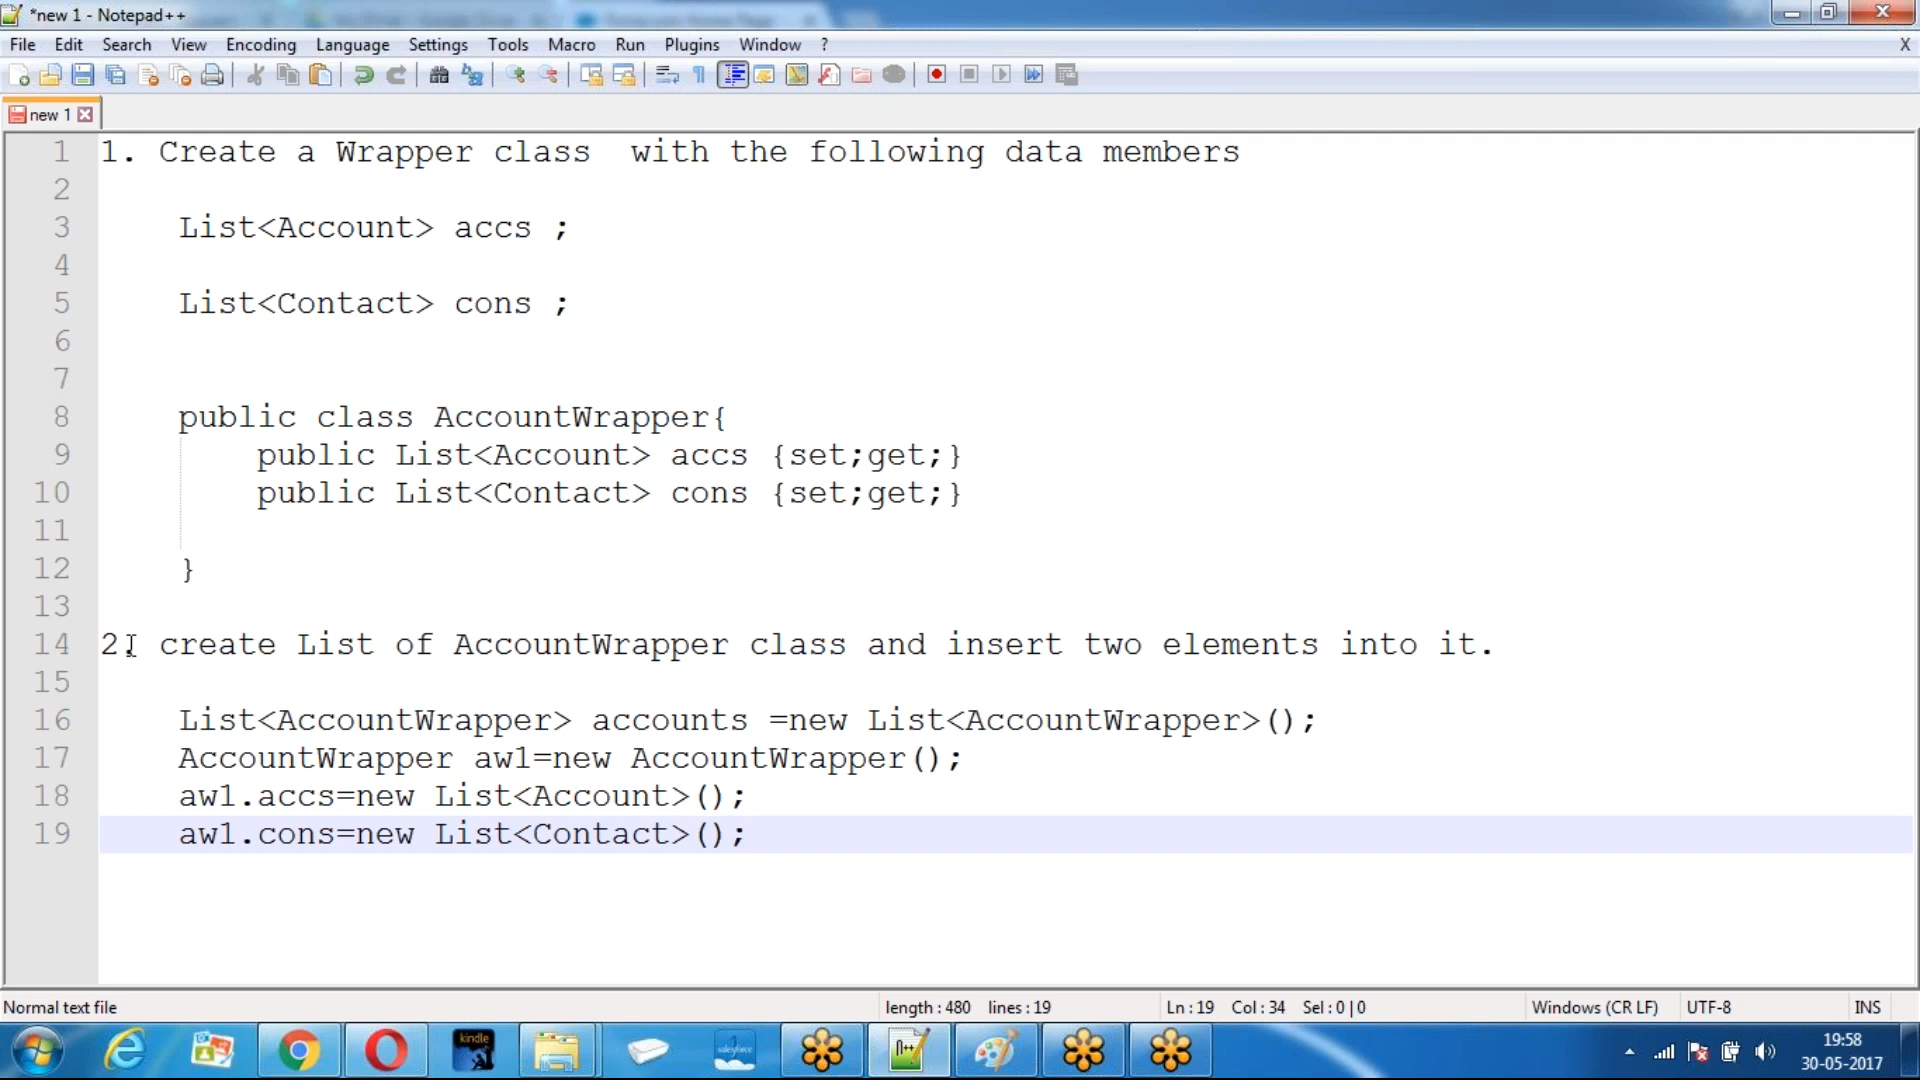 *new 1 - Notepad++
File Edit Search View Encoding Language Settings Tools Macro Run Plugins Window ? X
new 1
1 1. Create a Wrapper class  with the following data members
2
3 List<Account> accs ;
4
5 List<Contact> cons ;
6
7
8 public class AccountWrapper{
9 public List<Account> accs {set;get;}
10 public List<Contact> cons {set;get;}
11
12 }
13
14 2. create List of AccountWrapper class and insert two elements into it.
15
16 List<AccountWrapper> accounts =new List<AccountWrapper>();
17 AccountWrapper aw1=new AccountWrapper();
18 aw1.accs=new List<Account>();
19 aw1.cons=new List<Contact>();
Normal text file length : 480 lines : 19 Ln : 19 Col : 34 Sel : 0 | 0 Windows (CR LF) UTF-8 INS
kindle
salesforce
n++
19:58
30-05-2017